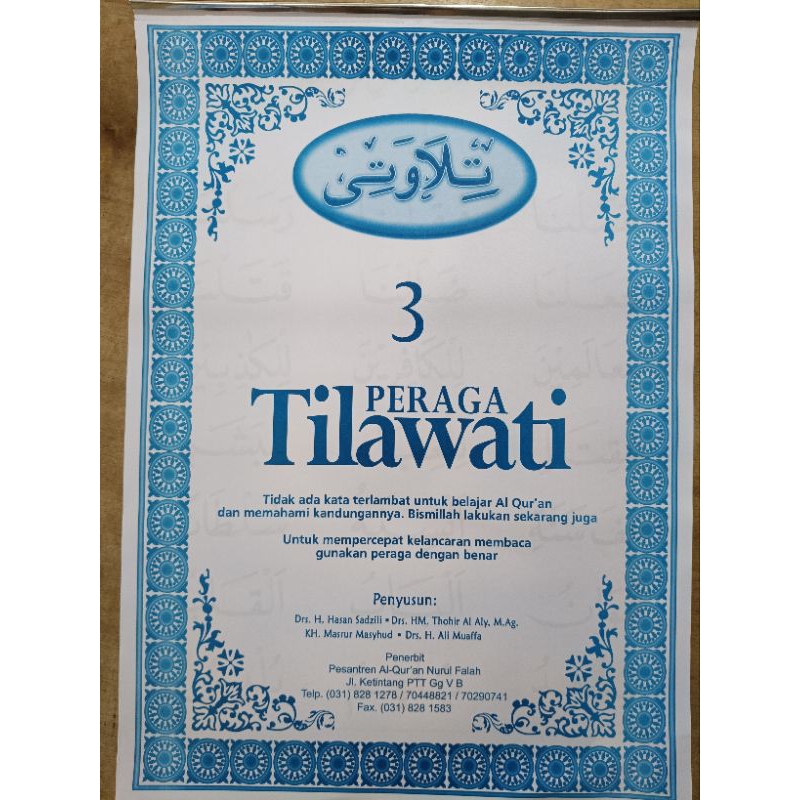 تِلَاوَتِى
3
PERAGA
Tilawati
Tidak ada kata terlambat untuk belajar Al Qur'an
dan memahami kandungannya. Bismillah lakukan sekarang juga
Untuk mempercepat kelancaran membaca
gunakan peraga dengan benar
Penyusun:
Drs. H. Hasan Sadzili • Drs. HM. Thohir Al Aly, M.Ag.
KH. Masrur Masyhud • Drs. H. Ali Muaffa
Penerbit
Pesantren Al-Qur'an Nurul Falah
Jl. Ketintang PTT Gg V B
Telp. (031) 828 1278 / 70448821 / 70290741
Fax. (031) 828 1583